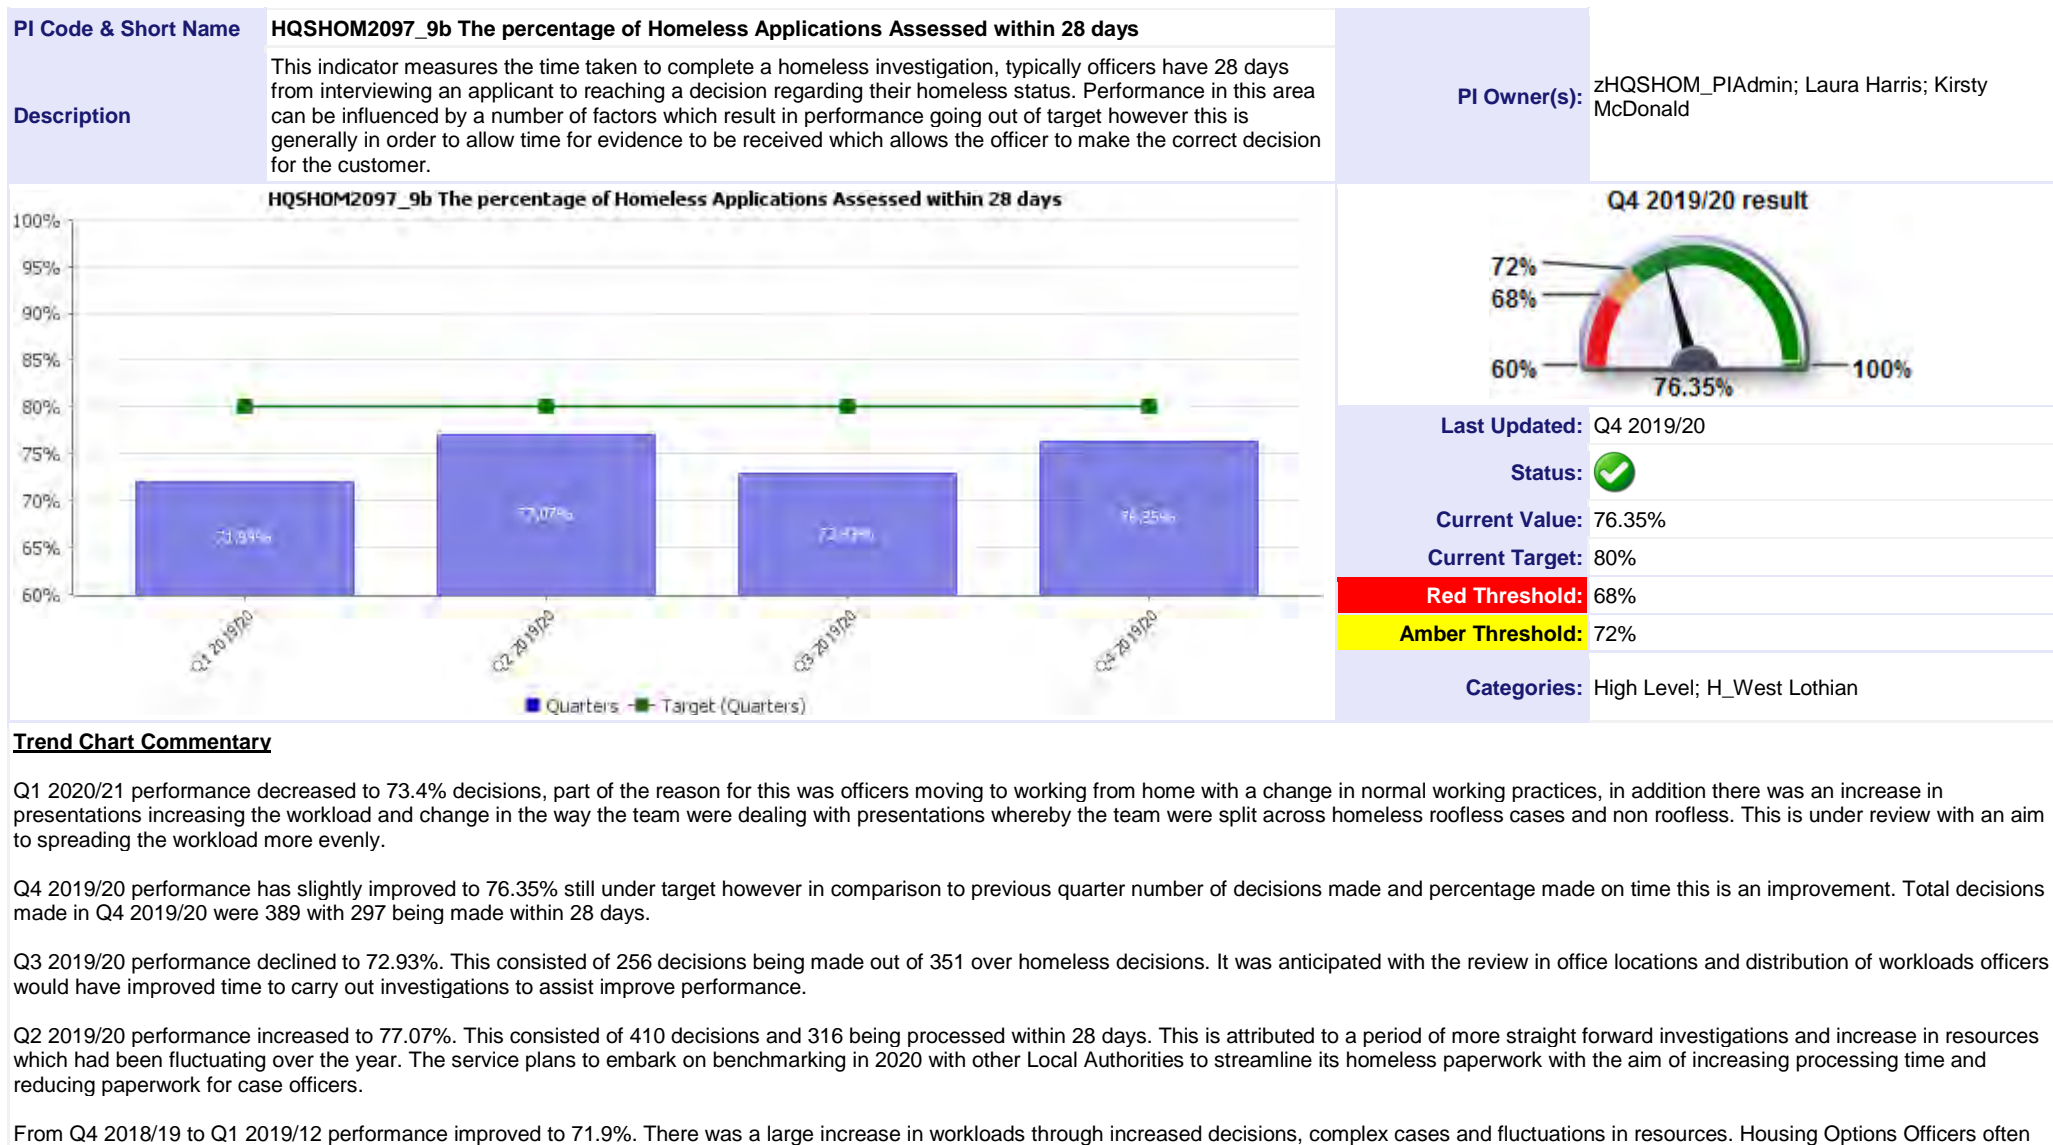 PI Code & Short Name
HQSHOM2097_9b The percentage of Homeless Applications Assessed within 28 days
Description
This indicator measures the time taken to complete a homeless investigation, typically officers have 28 days
from interviewing an applicant to reaching a decision regarding their homeless status. Performance in this area
can be influenced by a number of factors which result in performance going out of target however this is
generally in order to allow time for evidence to be received which allows the officer to make the correct decision
for the customer.
PI Owner(s):
zHQSHOM_PIAdmin; Laura Harris; Kirsty
McDonald
HQSHOM2097_9b The percentage of Homeless Applications Assessed within 28 days
100%
95%
90%
85%
80%
75%
70%
65%
60%
71.99%
77.07%
72.93%
76.35%
Q1 2019/20
Q2 2019/20
Q3 2019/20
Q4 2019/20
Quarters
Target (Quarters)
Q4 2019/20 result
72%
68%
60%
100%
76.35%
Last Updated: Q4 2019/20
Status:
Current Value: 76.35%
Current Target: 80%
Red Threshold: 68%
Amber Threshold: 72%
Categories: High Level; H_West Lothian
Trend Chart Commentary
Q1 2020/21 performance decreased to 73.4% decisions, part of the reason for this was officers moving to working from home with a change in normal working practices, in addition there was an increase in
presentations increasing the workload and change in the way the team were dealing with presentations whereby the team were split across homeless roofless cases and non roofless. This is under review with an aim
to spreading the workload more evenly.
Q4 2019/20 performance has slightly improved to 76.35% still under target however in comparison to previous quarter number of decisions made and percentage made on time this is an improvement. Total decisions
made in Q4 2019/20 were 389 with 297 being made within 28 days.
Q3 2019/20 performance declined to 72.93%. This consisted of 256 decisions being made out of 351 over homeless decisions. It was anticipated with the review in office locations and distribution of workloads officers
would have improved time to carry out investigations to assist improve performance.
Q2 2019/20 performance increased to 77.07%. This consisted of 410 decisions and 316 being processed within 28 days. This is attributed to a period of more straight forward investigations and increase in resources
which had been fluctuating over the year. The service plans to embark on benchmarking in 2020 with other Local Authorities to streamline its homeless paperwork with the aim of increasing processing time and
reducing paperwork for case officers.
From Q4 2018/19 to Q1 2019/12 performance improved to 71.9%. There was a large increase in workloads through increased decisions, complex cases and fluctuations in resources. Housing Options Officers often